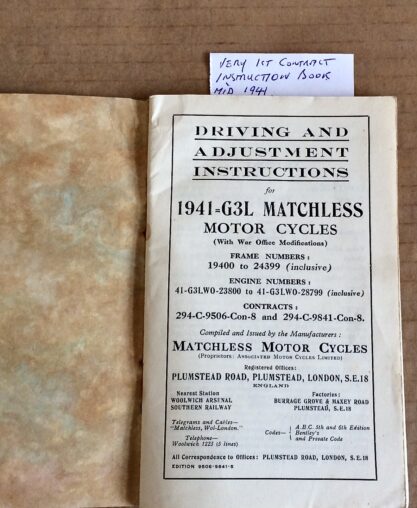 VERY 1ST CONTRACT
INSTRUCTION BOOK
MID 1941
DRIVING AND
ADJUSTMENT
INSTRUCTIONS
for
1941=G3L MATCHLESS
MOTOR CYCLES
(With War Office Modifications)
FRAME NUMBERS :
19400 to 24399 (inclusive)
ENGINE NUMBERS :
41-G3LWO-23800 to 41-G3LWO-28799 (inclusive)
CONTRACTS :
294-C-9506-Con-8 and 294-C-9841-Con-8.
Compiled and Issued by the Manufacturers :
MATCHLESS MOTOR CYCLES
(Proprietors: ASSOCIATED MOTOR CYCLES LIMITED)
Registered Offices:
PLUMSTEAD ROAD, PLUMSTEAD, LONDON, S.E.18
ENGLAND
Nearest Station
WOOLWICH ARSENAL
SOUTHERN RAILWAY
Factories:
BURRAGE GROVE & MAXEY ROAD
PLUMSTEAD, S.E.18
Telegrams and Cables—
"Matchless, Wol-London."
Telephone—
Woolwich 1223 (5 lines)
Codes— A.B.C. 5th and 6th Edition
Bentley's
and Private Code
All Correspondence to Offices: PLUMSTEAD ROAD, LONDON, S.E.18
EDITION 9506-9841-8